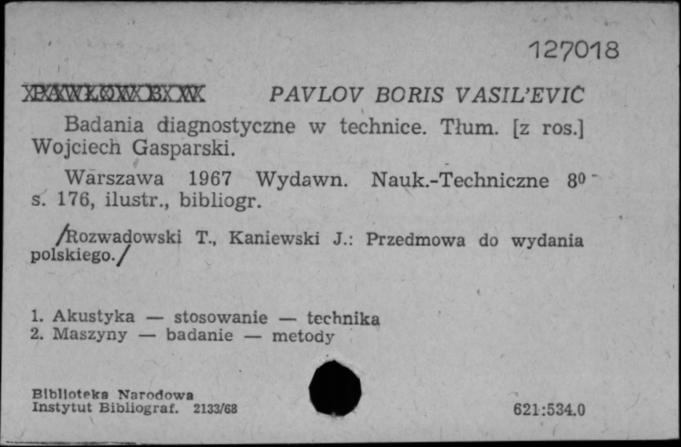 127018
PAWŁOW B. W. PAVLOV BORIS VASIL'EVIČ
Badania diagnostyczne w technice. Tłum. [z ros.]
Wojciech Gasparski.
Warszawa 1967 Wydawn. Nauk.-Techniczne 8⁰
s. 176, ilustr., bibliogr.
/Rozwadowski T., Kaniewski J.: Przedmowa do wydania
polskiego./
1. Akustyka — stosowanie — technika
2. Maszyny — badanie — metody
Biblioteka Narodowa
Instytut Bibliograf. 2133/68
621:534.0